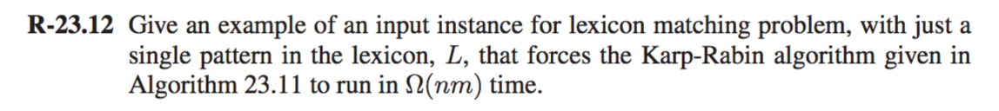 R-23.12 Give an example of an input instance for lexicon matching problem, with just a
single pattern in the lexicon, L, that forces the Karp-Rabin algorithm given in
Algorithm 23.11 to run in Ω(nm) time.